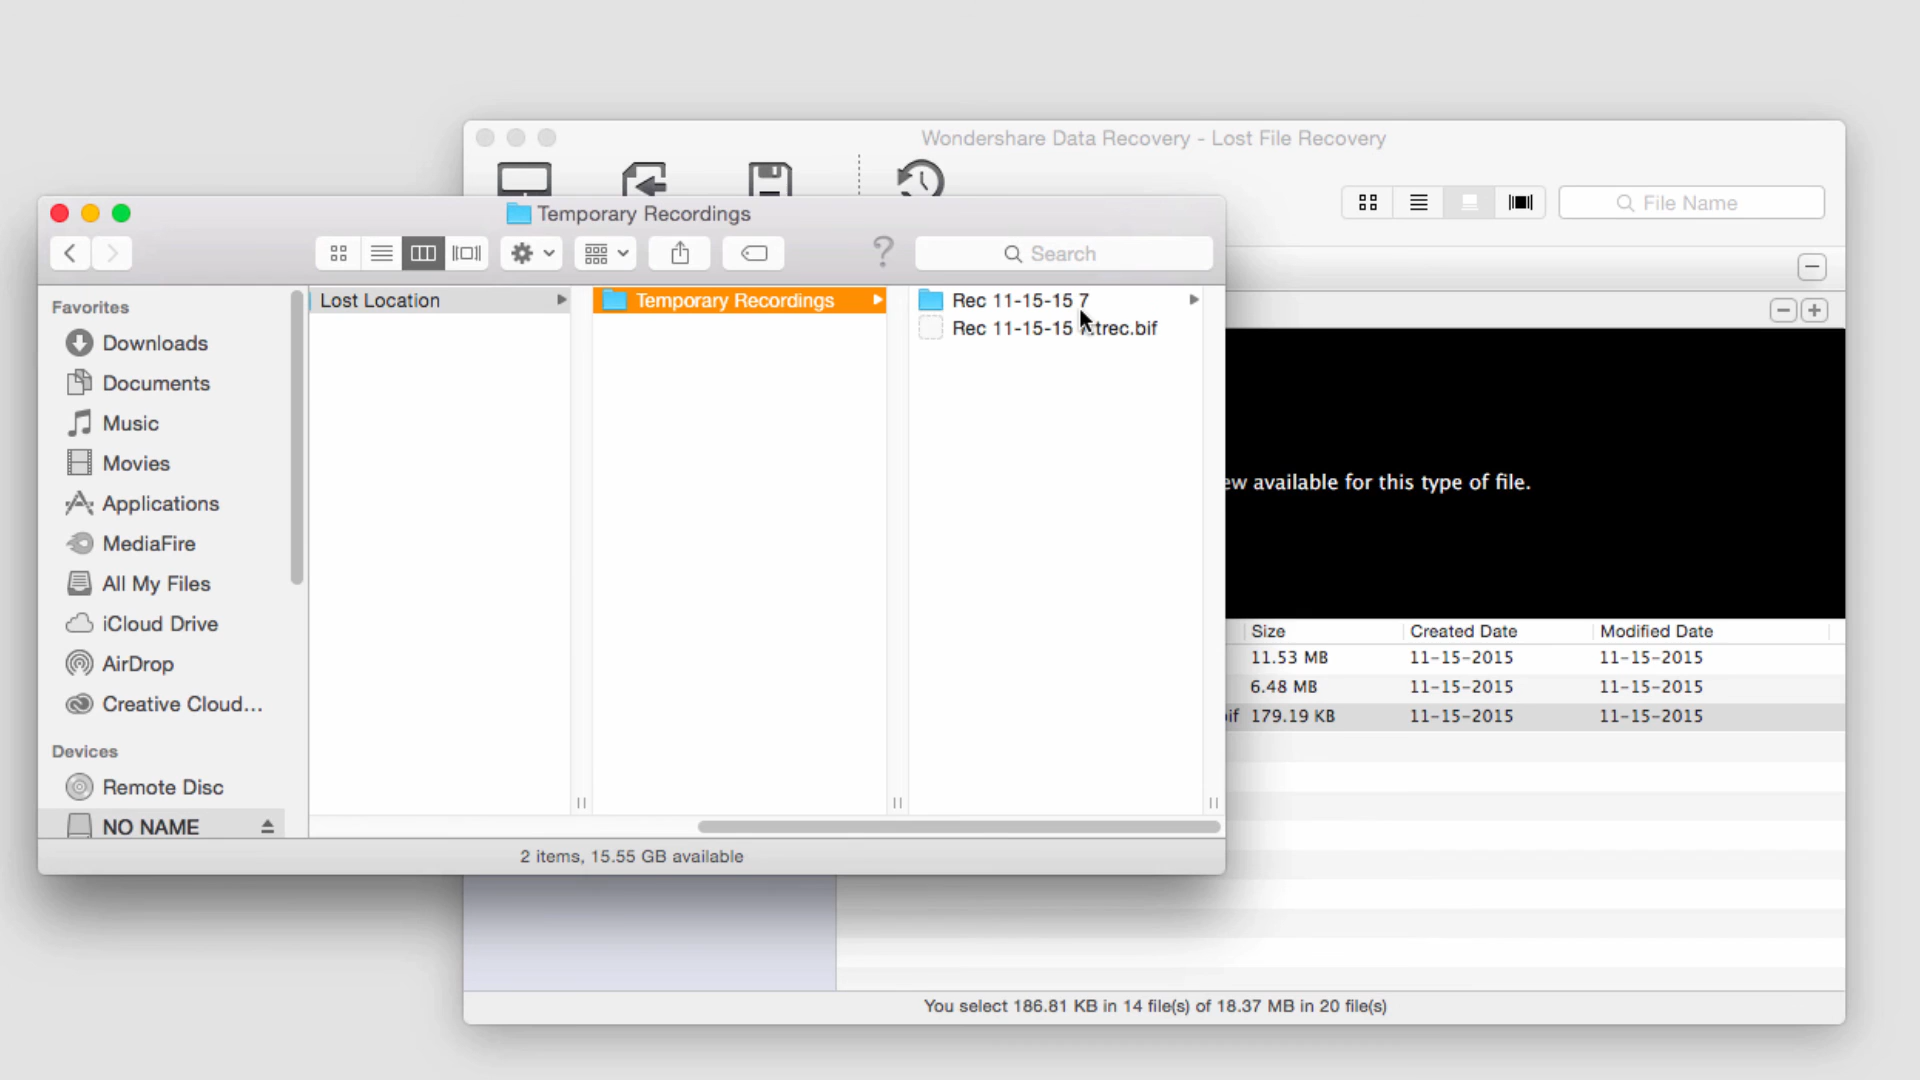 Wondershare Data Recovery - Lost File Recovery
File Name
Temporary Recordings
Search
Favorites
Downloads
Documents
Music
Movies
Applications
MediaFire
All My Files
iCloud Drive
AirDrop
Creative Cloud...
Devices
Remote Disc
NO NAME
Lost Location
Temporary Recordings
Rec 11-15-15 7
Rec 11-15-15 trec.bif
2 items, 15.55 GB available
ew available for this type of file.
Size Created Date Modified Date
11.53 MB 11-15-2015 11-15-2015
6.48 MB 11-15-2015 11-15-2015
if 179.19 KB 11-15-2015 11-15-2015
You select 186.81 KB in 14 file(s) of 18.37 MB in 20 file(s)